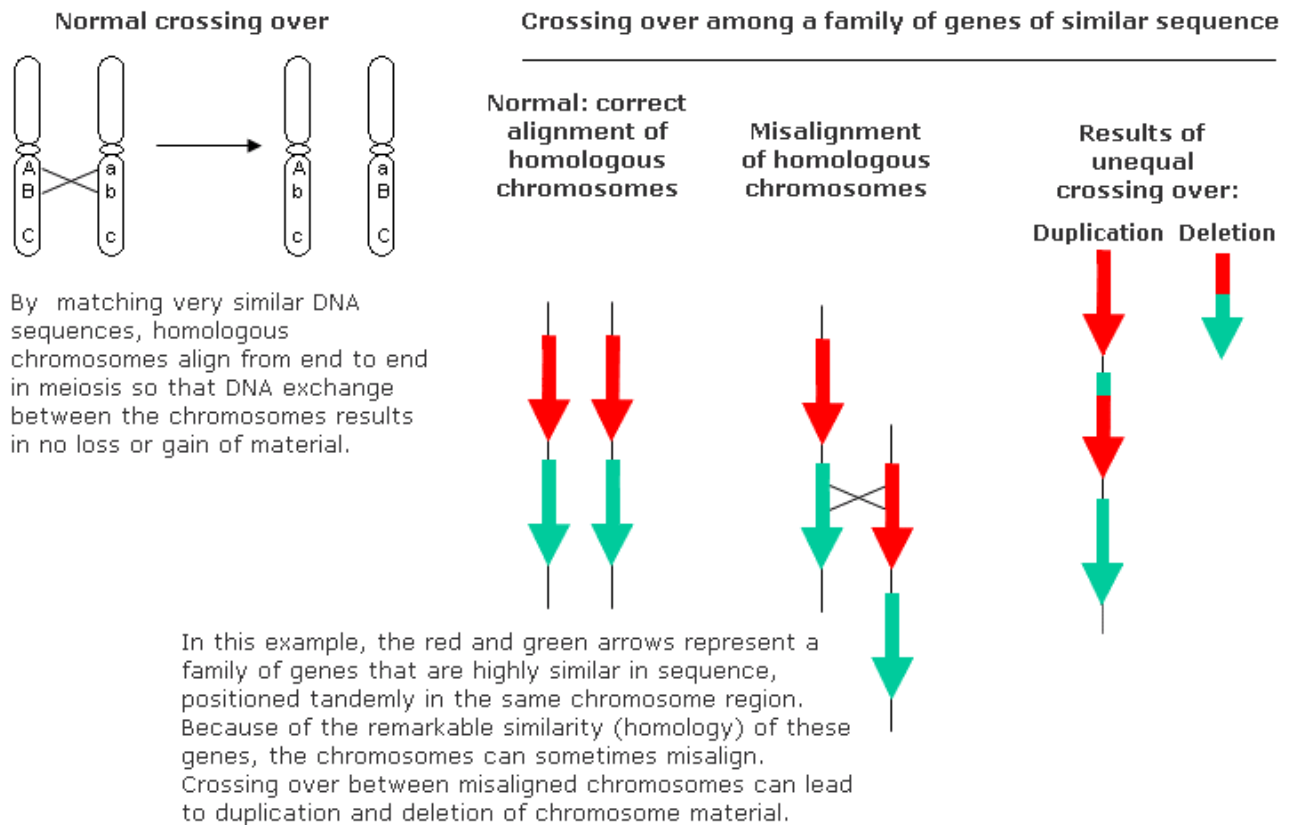 Normal crossing over
A
B
C
a
b
c
A
b
c
a
B
C
By matching very similar DNA
sequences, homologous
chromosomes align from end to end
in meiosis so that DNA exchange
between the chromosomes results
in no loss or gain of material.
Crossing over among a family of genes of similar sequence
Normal: correct
alignment of
homologous
chromosomes
Misalignment
of homologous
chromosomes
Results of
unequal
crossing over:
Duplication Deletion
In this example, the red and green arrows represent a
family of genes that are highly similar in sequence,
positioned tandemly in the same chromosome region.
Because of the remarkable similarity (homology) of these
genes, the chromosomes can sometimes misalign.
Crossing over between misaligned chromosomes can lead
to duplication and deletion of chromosome material.